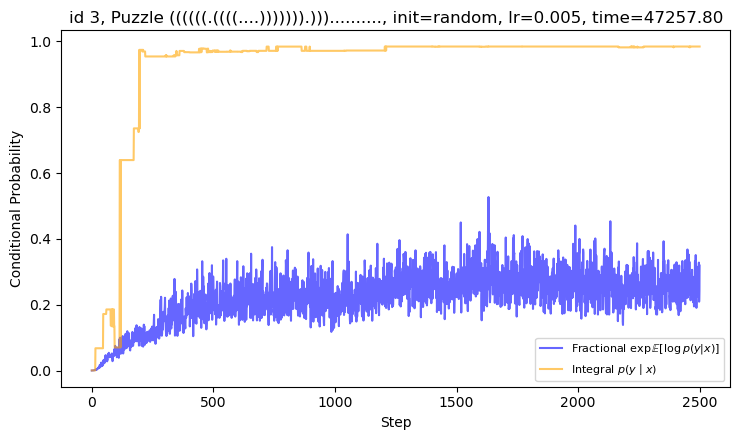 id 3, Puzzle ((((((.((((....))))))).))).........., init=random, lr=0.005, time=47257.80
Conditional Probability
1.0
0.8
0.6
0.4
0.2
0.0
Fractional exp𝔼[log p(y|x)]
Integral p(y | x)
0 500 1000 1500 2000 2500
Step